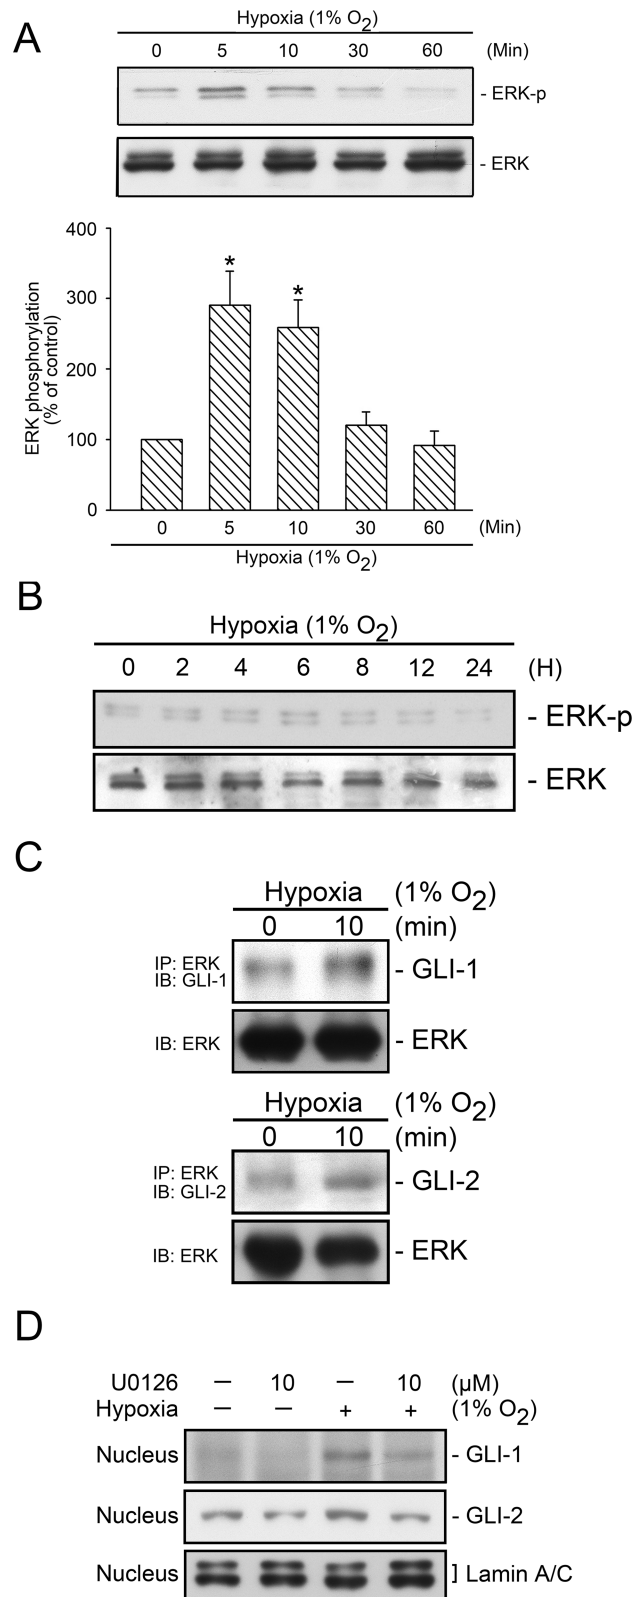 A
Hypoxia (1% O2)
0 5 10 30 60 (Min)
- ERK-p
- ERK
400
300
200
100
0
ERK phosphorylation
(% of control)
* *
0 5 10 30 60 (Min)
Hypoxia (1% O2)
B
Hypoxia (1% O2)
0 2 4 6 8 12 24 (H)
- ERK-p
- ERK
C
Hypoxia (1% O2)
0 10 (min)
IP: ERK
IB: GLI-1
- GLI-1
IB: ERK - ERK
Hypoxia (1% O2)
0 10 (min)
IP: ERK
IB: GLI-2
- GLI-2
IB: ERK - ERK
D
U0126 – 10 – 10 (μM)
Hypoxia – – + + (1% O2)
Nucleus - GLI-1
Nucleus - GLI-2
Nucleus ] Lamin A/C